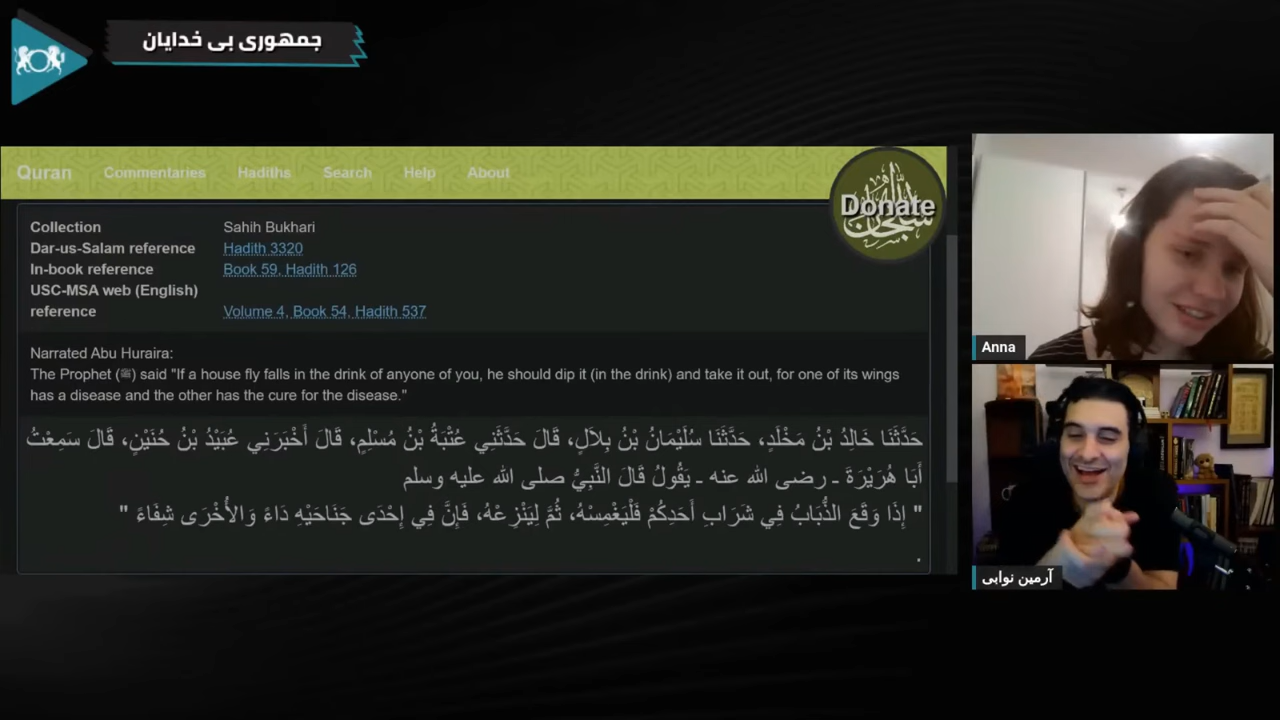 جمهوری بی خدایان
Quran Commentaries Hadiths Search Help About
Donate
Collection Sahih Bukhari
Dar-us-Salam reference Hadith 3320
In-book reference Book 59, Hadith 126
USC-MSA web (English)
reference Volume 4, Book 54, Hadith 537
Narrated Abu Huraira:
The Prophet (ﷺ) said "If a house fly falls in the drink of anyone of you, he should dip it (in the drink) and take it out, for one of its wings
has a disease and the other has the cure for the disease."
حَدَّثَنَا خَالِدُ بْنُ مَخْلَدٍ، حَدَّثَنَا سُلَيْمَانُ بْنُ بِلاَلٍ، قَالَ حَدَّثَنِي عُتْبَةُ بْنُ مُسْلِمٍ، قَالَ أَخْبَرَنِي عُبَيْدُ بْنُ حُنَيْنٍ، قَالَ سَمِعْتُ
أَبَا هُرَيْرَةَ ـ رضى الله عنه ـ يَقُولُ قَالَ النَّبِيُّ صلى الله عليه وسلم
" إِذَا وَقَعَ الذُّبَابُ فِي شَرَابِ أَحَدِكُمْ فَلْيَغْمِسْهُ، ثُمَّ لِيَنْزِعْهُ، فَإِنَّ فِي إِحْدَى جَنَاحَيْهِ دَاءً وَالأُخْرَى شِفَاءً "
.
Anna
آرمین نوابی